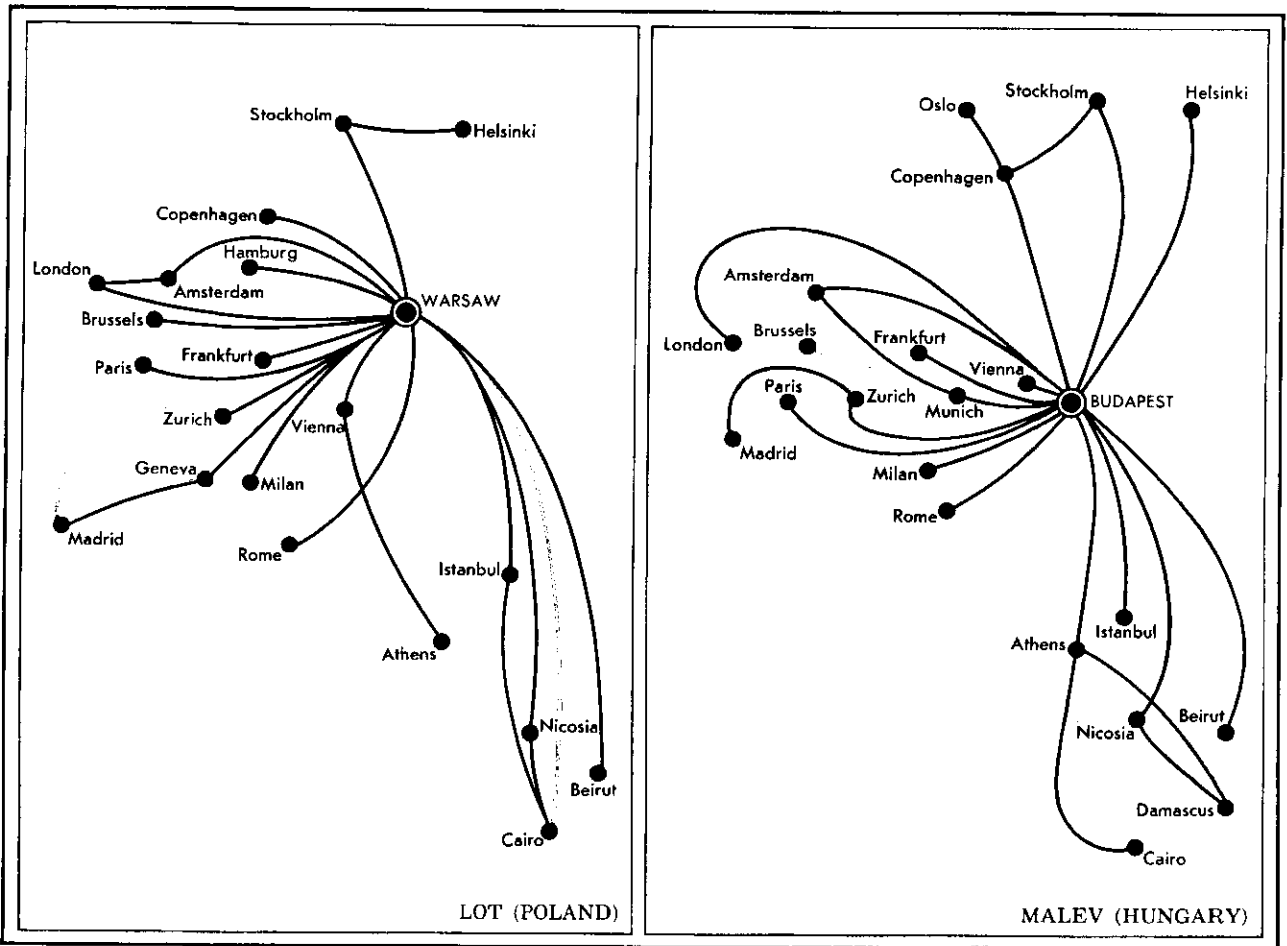 Stockholm
Helsinki
Copenhagen
Hamburg
London
Amsterdam
WARSAW
Brussels
Frankfurt
Paris
Zurich
Vienna
Geneva
Milan
Madrid
Rome
Istanbul
Athens
Nicosia
Beirut
Cairo
LOT (POLAND)
Oslo
Stockholm
Helsinki
Copenhagen
Amsterdam
London
Brussels
Frankfurt
Vienna
Paris
Zurich
Munich
BUDAPEST
Madrid
Milan
Rome
Istanbul
Athens
Nicosia
Beirut
Damascus
Cairo
MALEV (HUNGARY)